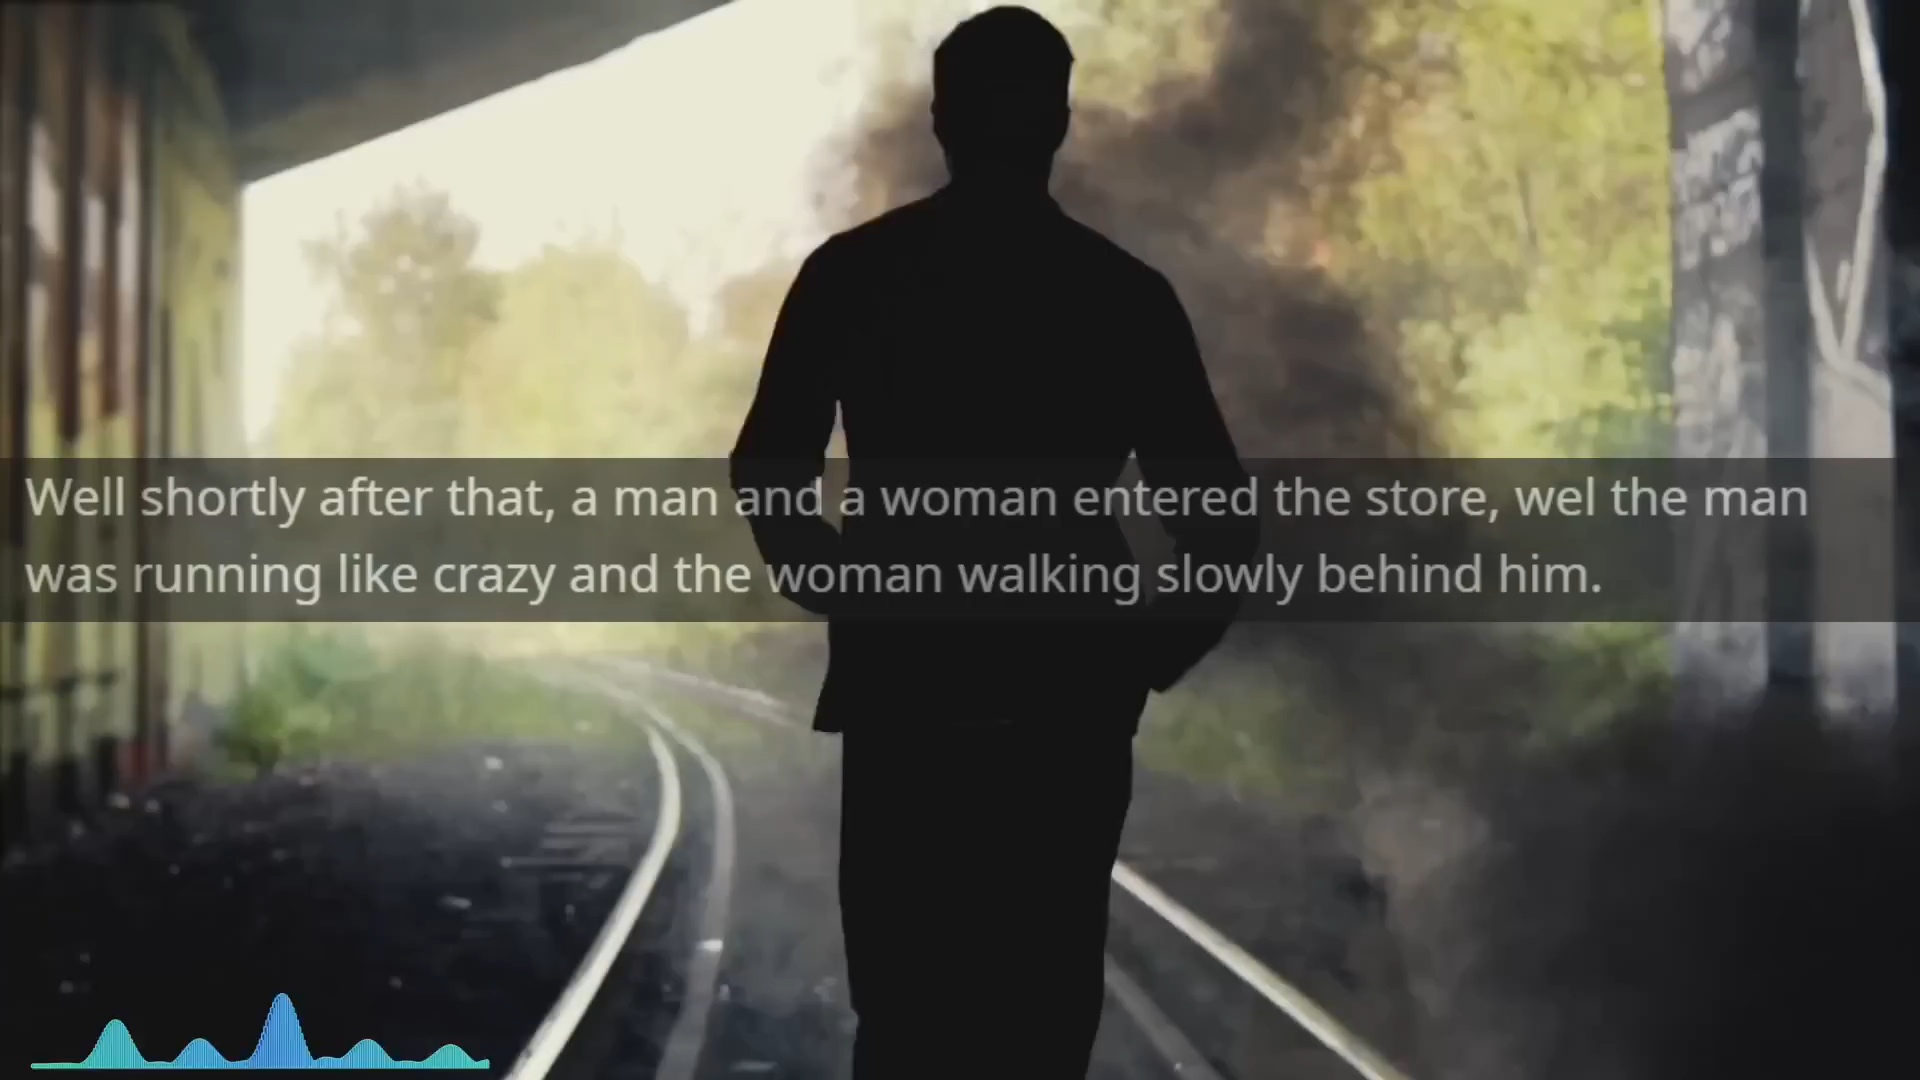 Well shortly after that, a man and a woman entered the store, wel the man
was running like crazy and the woman walking slowly behind him.